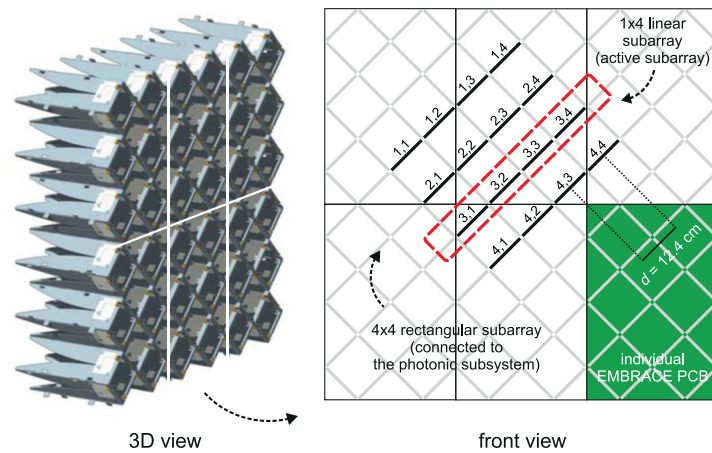 1x4 linear
subarray
(active subarray)
1,1
1,2
1,3
1,4
2,1
2,2
2,3
2,4
3,1
3,2
3,3
3,4
4,1
4,2
4,3
4,4
d = 12.4 cm
4x4 rectangular subarray
(connected to
the photonic subsystem)
individual
EMBRACE PCB
3D view
front view